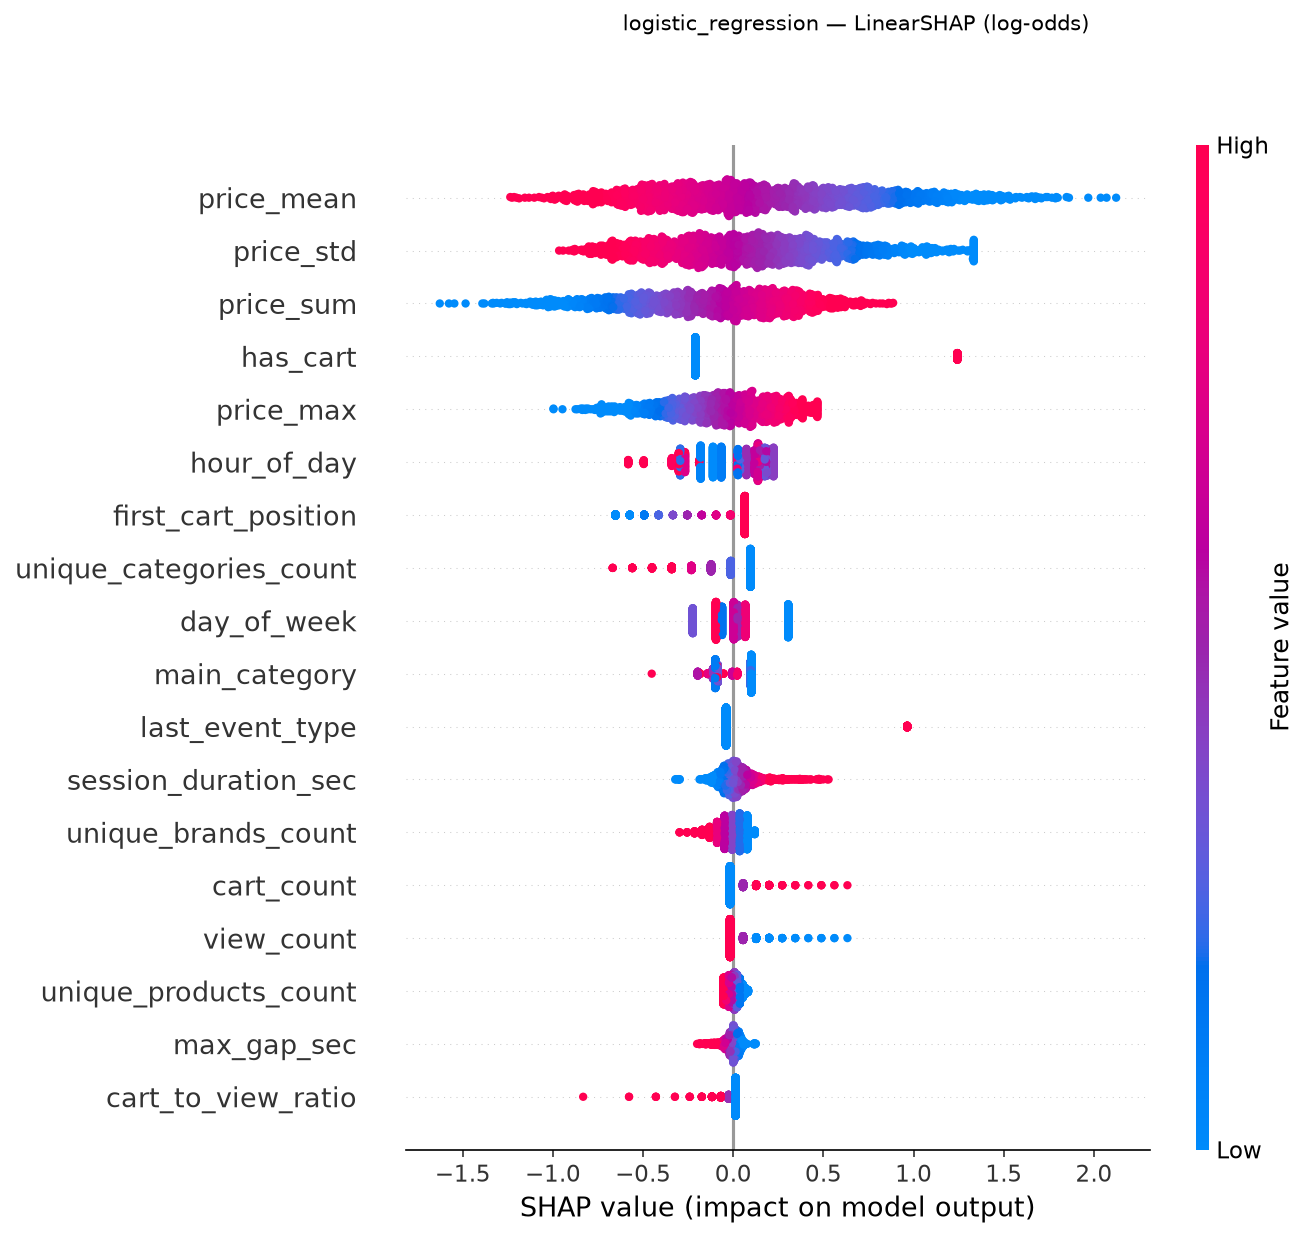 logistic_regression — LinearSHAP (log-odds)
High
price_mean
price_std
price_sum
has_cart
price_max
hour_of_day
first_cart_position
unique_categories_count
day_of_week
main_category
last_event_type
session_duration_sec
unique_brands_count
cart_count
view_count
unique_products_count
max_gap_sec
cart_to_view_ratio
Feature value
Low
−1.5 −1.0 −0.5 0.0 0.5 1.0 1.5 2.0
SHAP value (impact on model output)